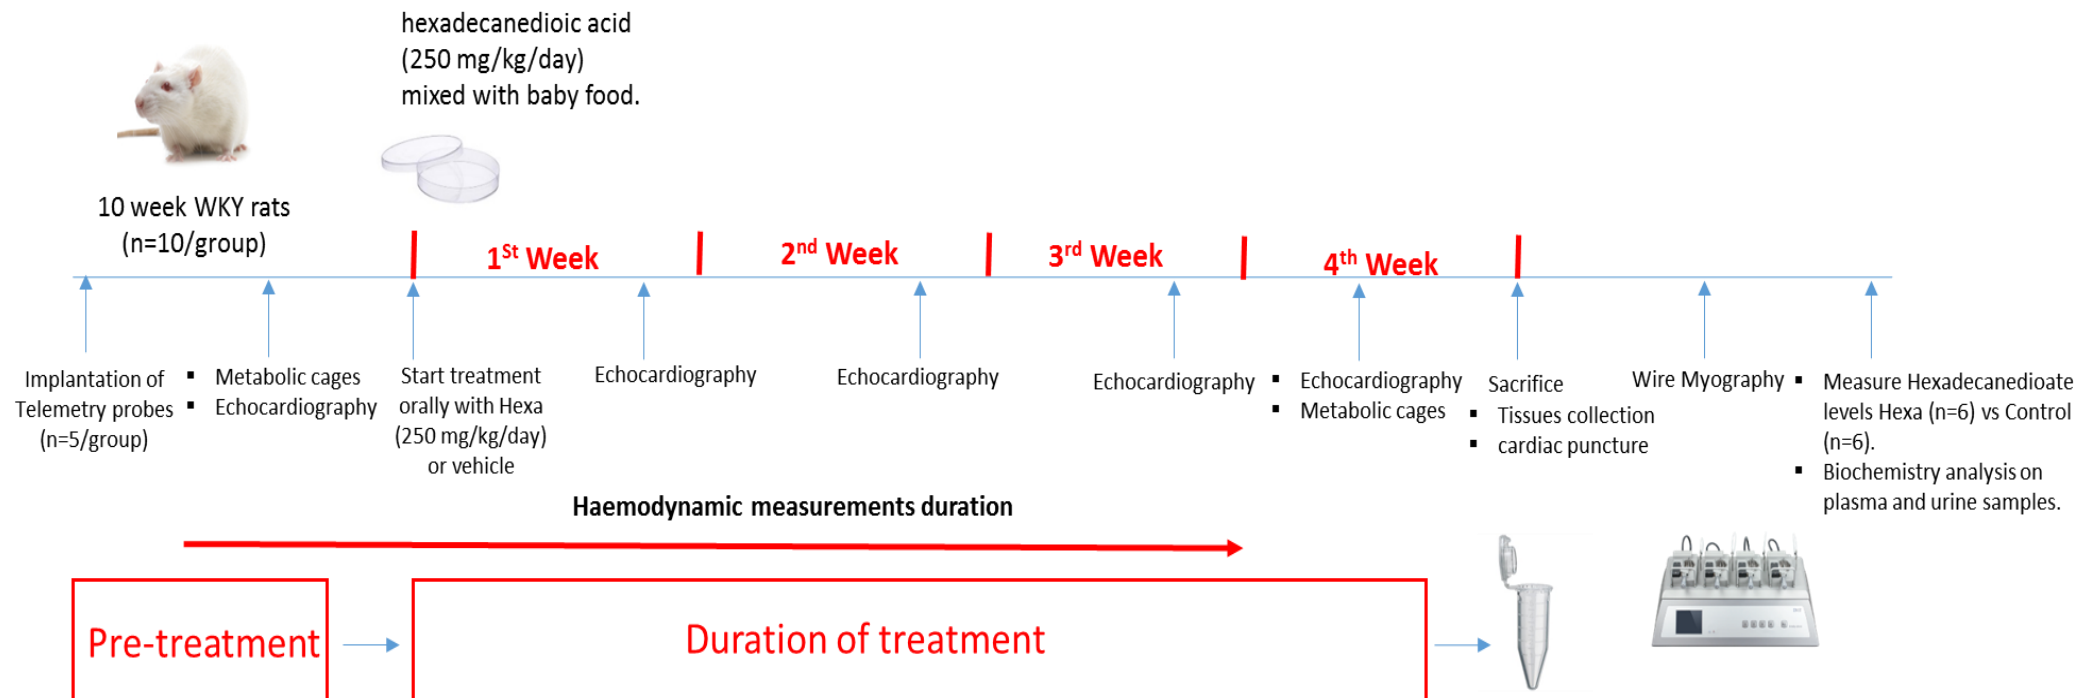 hexadecanedioic acid
(250 mg/kg/day)
mixed with baby food.
10 week WKY rats
(n=10/group)
1St Week
2nd Week
3rd Week
4th Week
Implantation of
Telemetry probes
(n=5/group)
▪ Metabolic cages
▪ Echocardiography
Start treatment
orally with Hexa
(250 mg/kg/day)
or vehicle
Echocardiography
Echocardiography
Echocardiography
▪ Echocardiography
▪ Metabolic cages
Sacrifice
▪ Tissues collection
▪ cardiac puncture
Wire Myography
▪ Measure Hexadecanedioate
levels Hexa (n=6) vs Control
(n=6).
▪ Biochemistry analysis on
plasma and urine samples.
Haemodynamic measurements duration
Pre-treatment
Duration of treatment